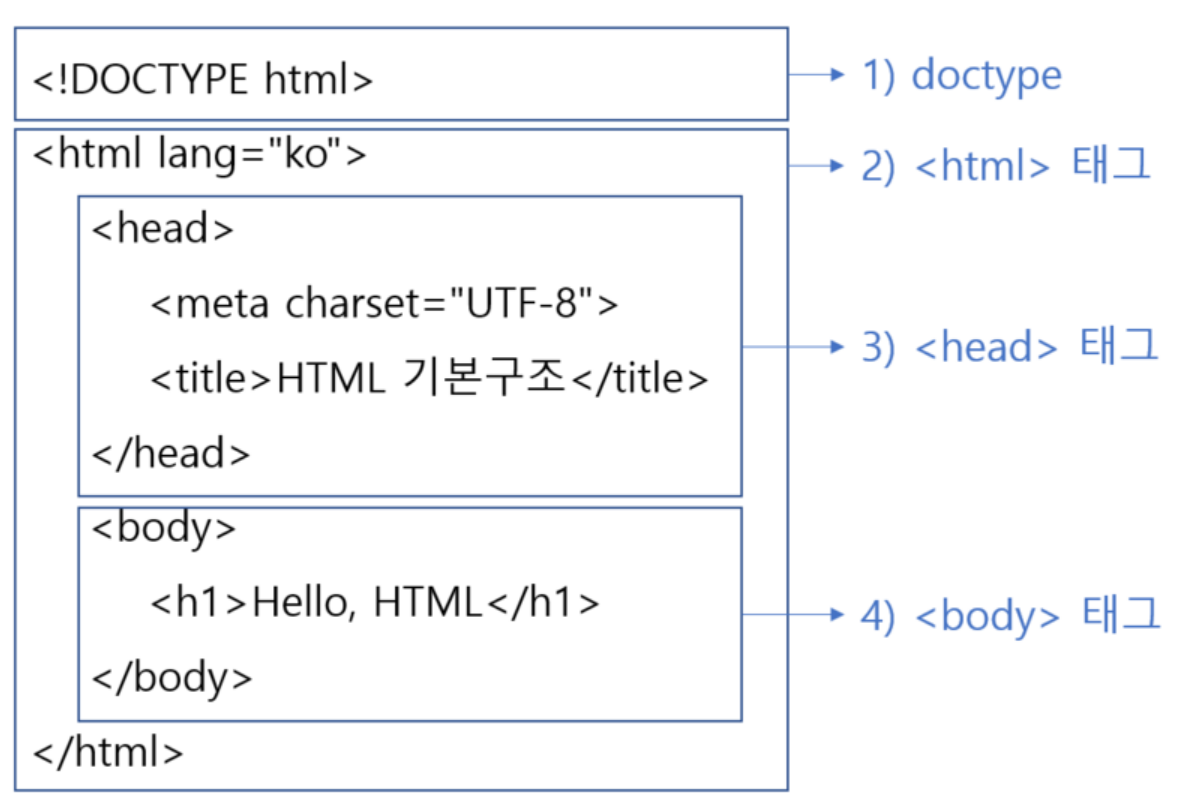 <!DOCTYPE html>
1) doctype
<html lang="ko">
2) <html> 태그
<head>
<meta charset="UTF-8">
3) <head> 태그
<title>HTML 기본구조</title>
</head>
<body>
<h1>Hello, HTML</h1>
4) <body> 태그
</body>
</html>